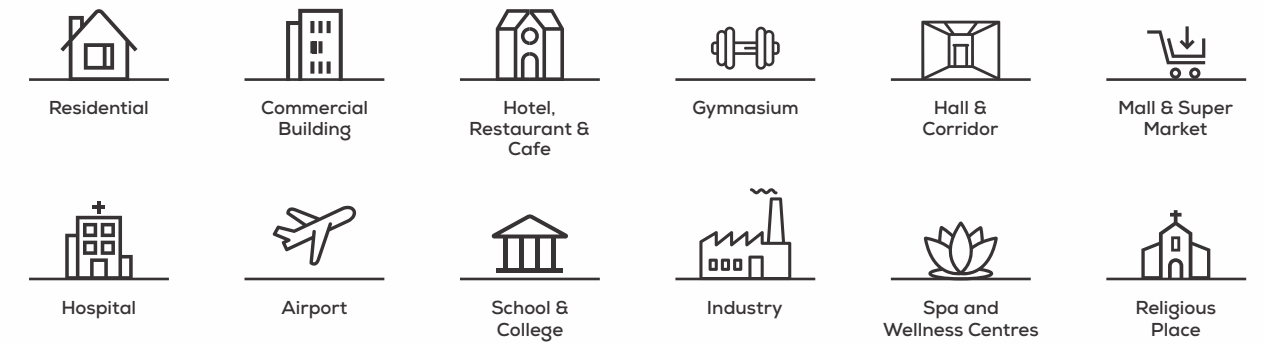 Residential
Commercial
Building
Hotel,
Restaurant &
Cafe
Gymnasium
Hall &
Corridor
Mall & Super
Market
Hospital
Airport
School &
College
Industry
Spa and
Wellness Centres
Religious
Place